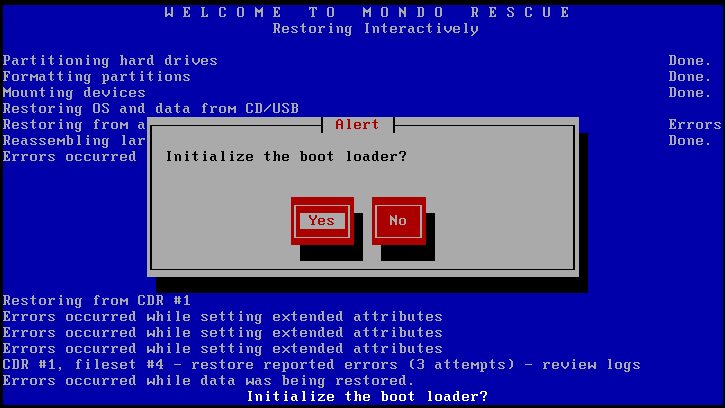 WELCOME TO MONDO RESCUE
Restoring Interactively
Partitioning hard drives Done.
Formatting partitions Done.
Mounting devices Done.
Restoring OS and data from CD/USB
Restoring from a Errors
Reassembling lar Done.
Errors occurred
Alert
Initialize the boot loader?
Yes No
Restoring from CDR #1
Errors occurred while setting extended attributes
Errors occurred while setting extended attributes
Errors occurred while setting extended attributes
CDR #1, fileset #4 - restore reported errors (3 attempts) - review logs
Errors occurred while data was being restored.
Initialize the boot loader?